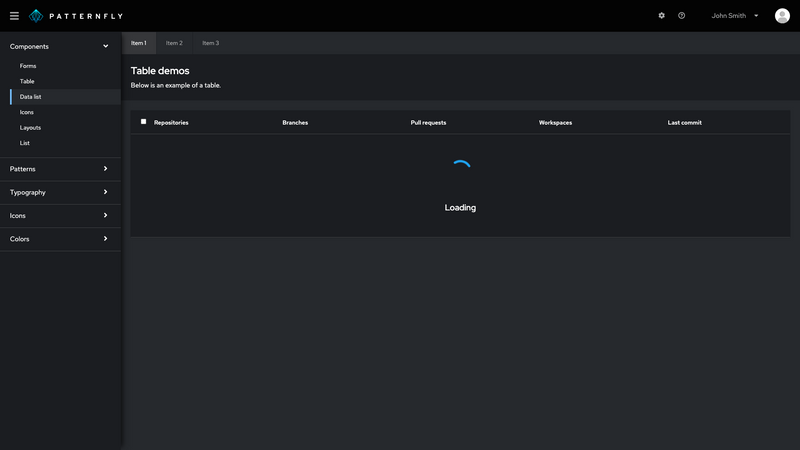 PATTERNFLY
John Smith
Components
Forms
Table
Data list
Icons
Layouts
List
Patterns
Typography
Icons
Colors
Item 1 Item 2 Item 3
Table demos
Below is an example of a table.
Repositories Branches Pull requests Workspaces Last commit
Loading